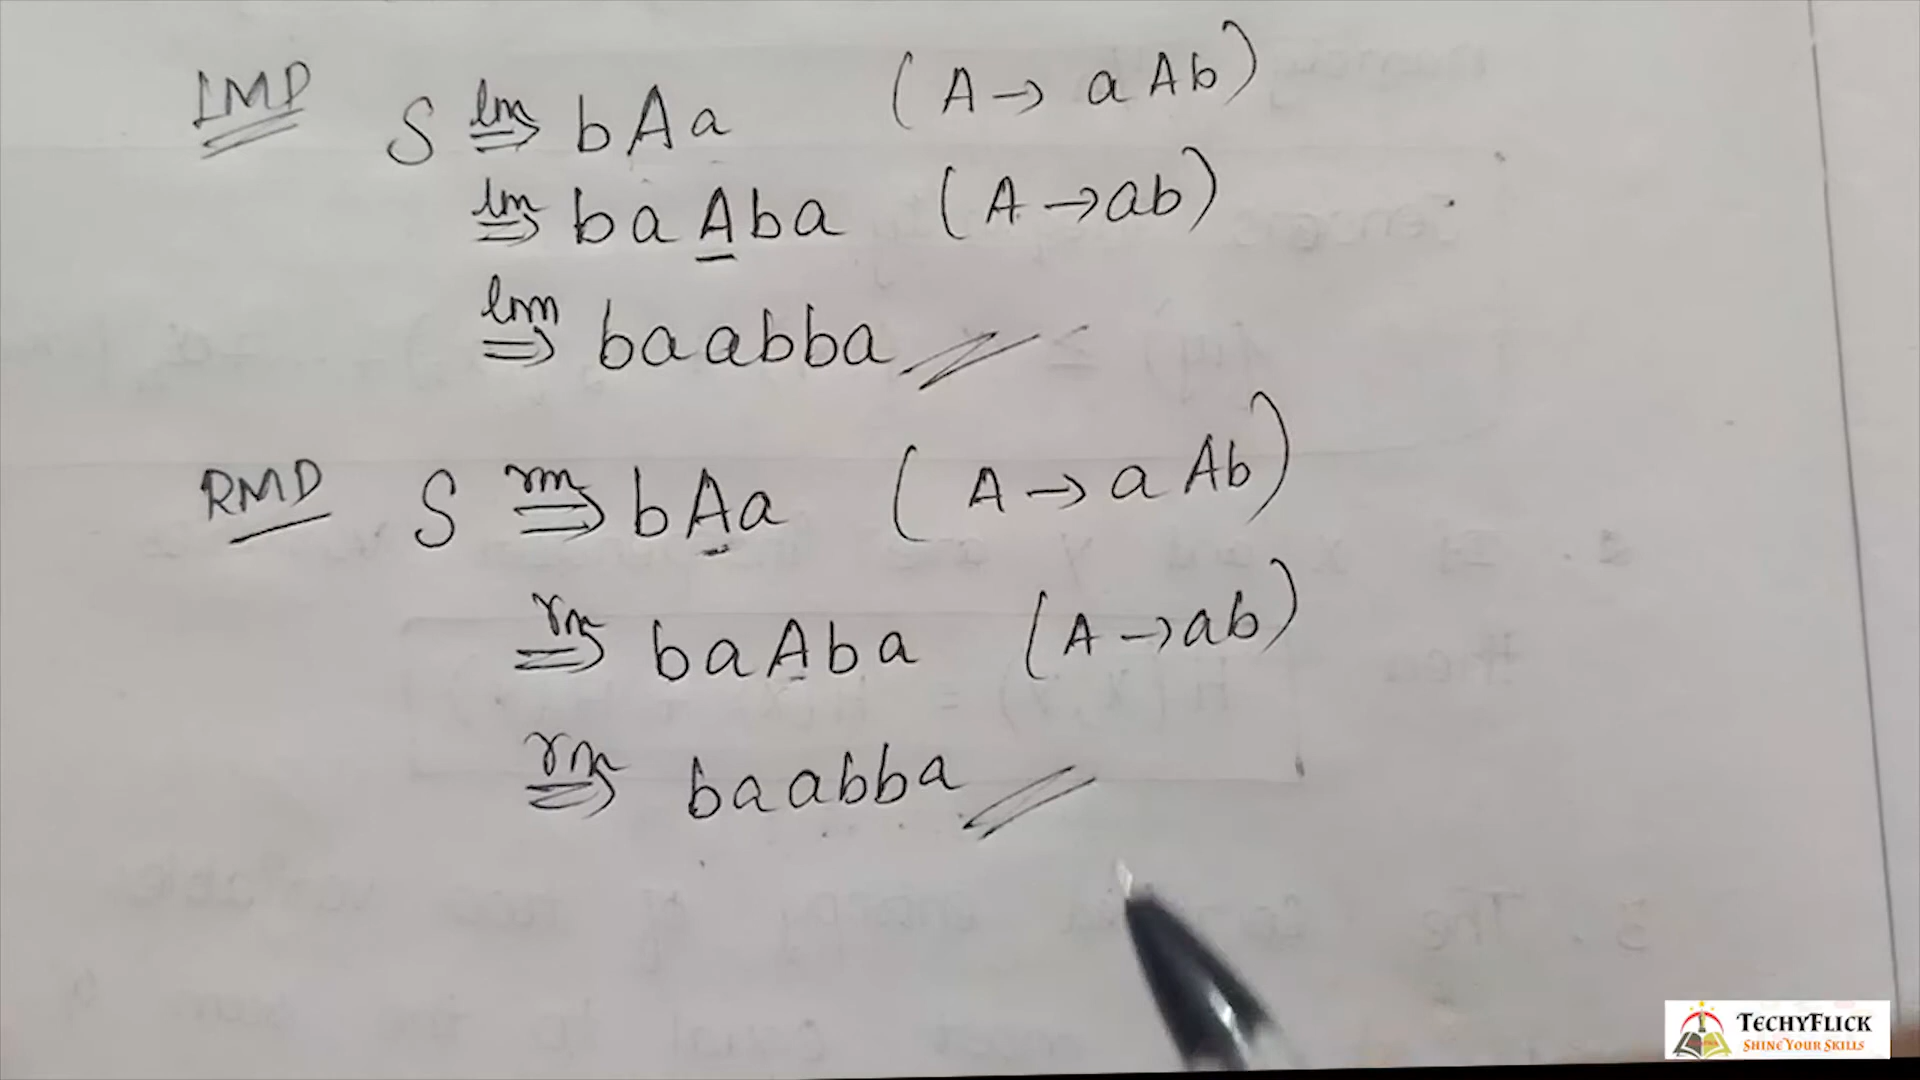 LMD S lm⇒ bAa (A → aAb)
lm⇒ baAba (A → ab)
lm⇒ baabba
RMD S rm⇒ bAa (A → aAb)
rm⇒ baAba (A → ab)
rm⇒ baabba
TECHYFLICK
SHINE YOUR SKILLS